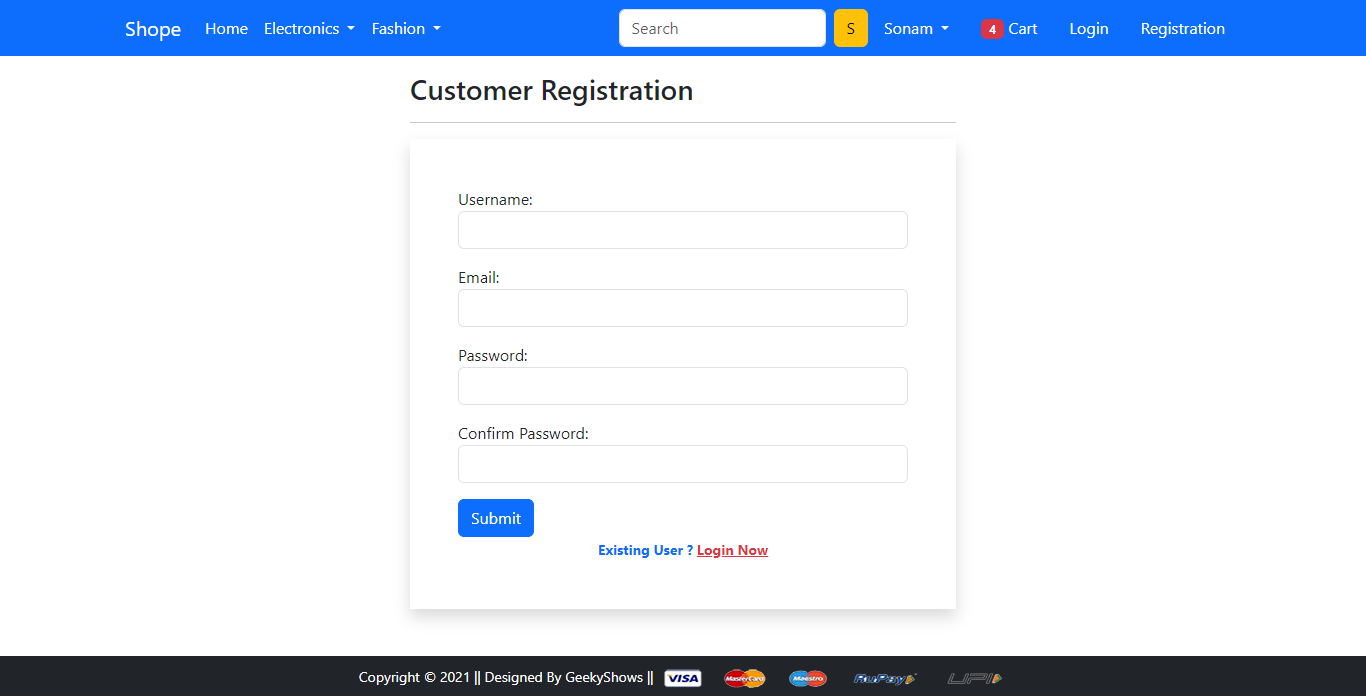 Shope Home Electronics Fashion Search S Sonam 4 Cart Login Registration
Customer Registration
Username:
Email:
Password:
Confirm Password:
Submit
Existing User ? Login Now
Copyright © 2021 || Designed By GeekyShows || VISA MasterCard Maestro RuPay UPI